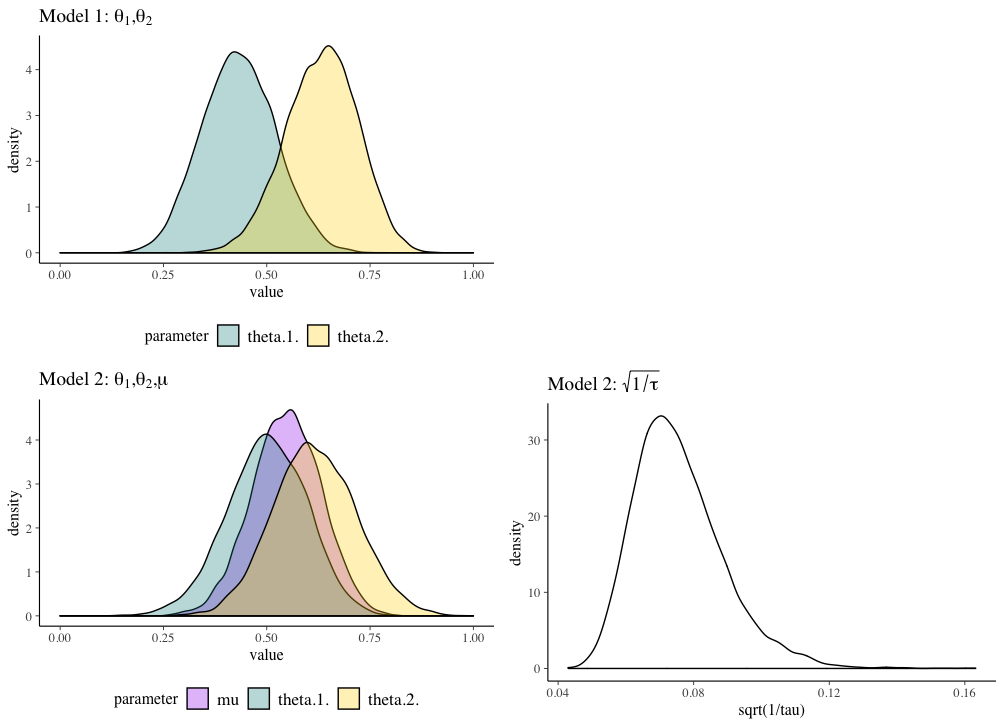 Model 1: θ₁,θ₂
density
4
3
2
1
0
0.00 0.25 0.50 0.75 1.00
value
parameter theta.1. theta.2.
Model 2: θ₁,θ₂,μ
density
4
3
2
1
0
0.00 0.25 0.50 0.75 1.00
value
parameter mu theta.1. theta.2.
Model 2: √1/τ
density
30
20
10
0
0.04 0.08 0.12 0.16
sqrt(1/tau)